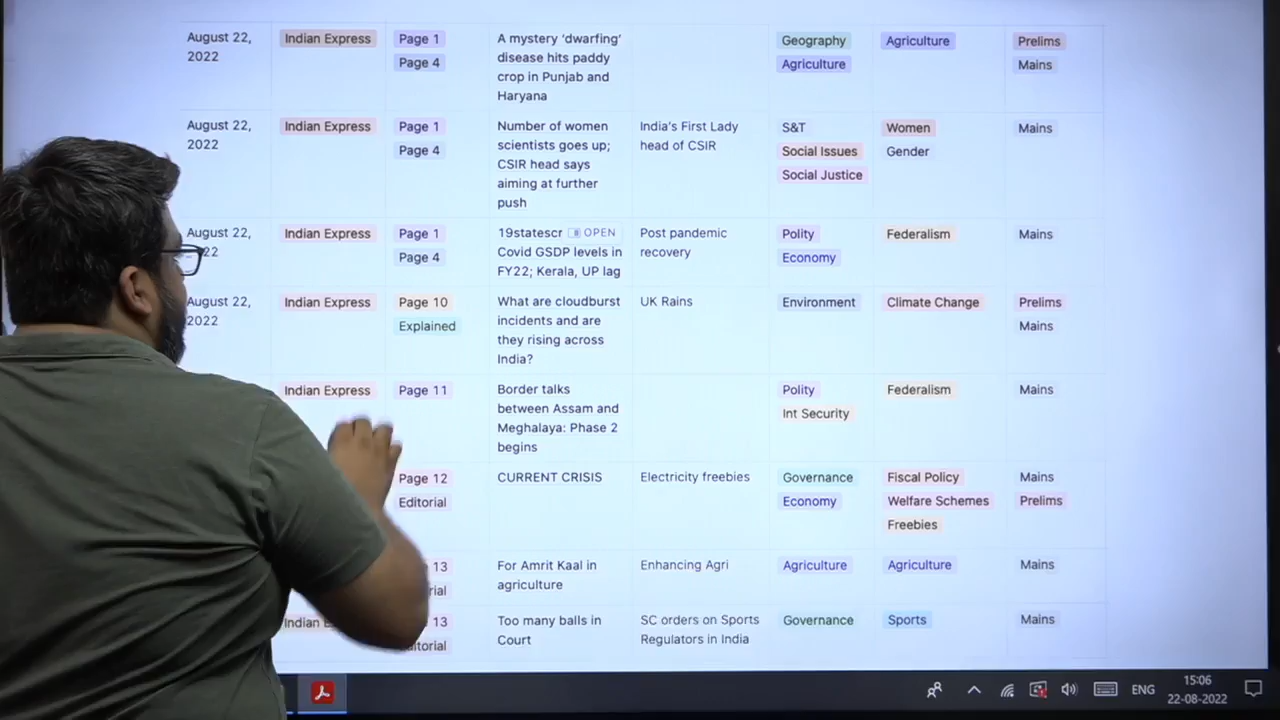 August 22,
2022
Indian Express
Page 1
Page 4
A mystery ‘dwarfing’
disease hits paddy
crop in Punjab and
Haryana
Geography
Agriculture
Agriculture
Prelims
Mains
August 22,
2022
Indian Express
Page 1
Page 4
Number of women
scientists goes up;
CSIR head says
aiming at further
push
India’s First Lady
head of CSIR
S&T
Social Issues
Social Justice
Women
Gender
Mains
August 22,
22
Indian Express
Page 1
Page 4
19statescr OPEN
Covid GSDP levels in
FY22; Kerala, UP lag
Post pandemic
recovery
Polity
Economy
Federalism
Mains
August 22,
2022
Indian Express
Page 10
Explained
What are cloudburst
incidents and are
they rising across
India?
UK Rains
Environment
Climate Change
Prelims
Mains
Indian Express
Page 11
Border talks
between Assam and
Meghalaya: Phase 2
begins
Polity
Int Security
Federalism
Mains
Page 12
Editorial
CURRENT CRISIS
Electricity freebies
Governance
Economy
Fiscal Policy
Welfare Schemes
Freebies
Mains
Prelims
13
rial
For Amrit Kaal in
agriculture
Enhancing Agri
Agriculture
Agriculture
Mains
Indian E
13
itorial
Too many balls in
Court
SC orders on Sports
Regulators in India
Governance
Sports
Mains
ENG
15:06
22-08-2022